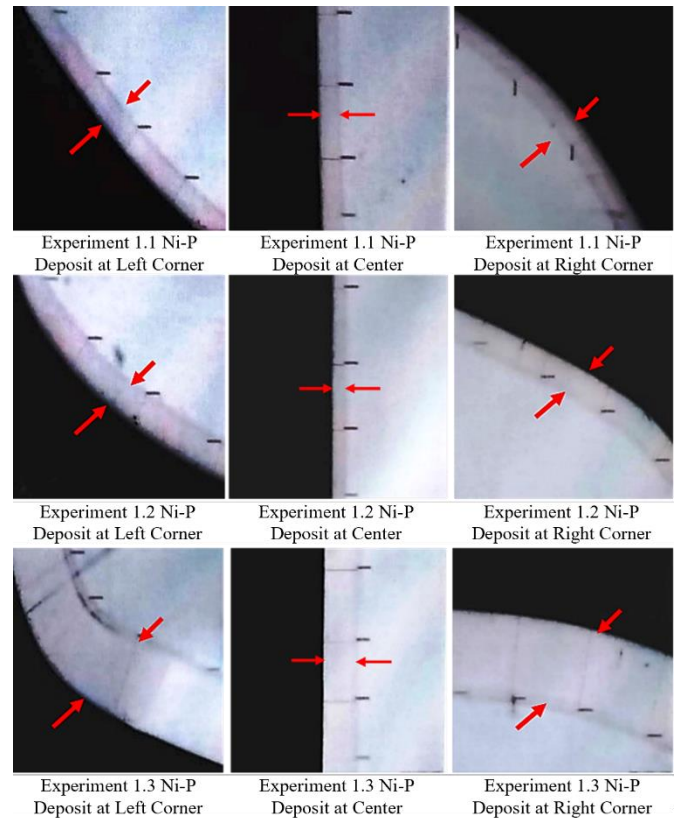 Experiment 1.1 Ni-P
Deposit at Left Corner
Experiment 1.1 Ni-P
Deposit at Center
Experiment 1.1 Ni-P
Deposit at Right Corner
Experiment 1.2 Ni-P
Deposit at Left Corner
Experiment 1.2 Ni-P
Deposit at Center
Experiment 1.2 Ni-P
Deposit at Right Corner
Experiment 1.3 Ni-P
Deposit at Left Corner
Experiment 1.3 Ni-P
Deposit at Center
Experiment 1.3 Ni-P
Deposit at Right Corner